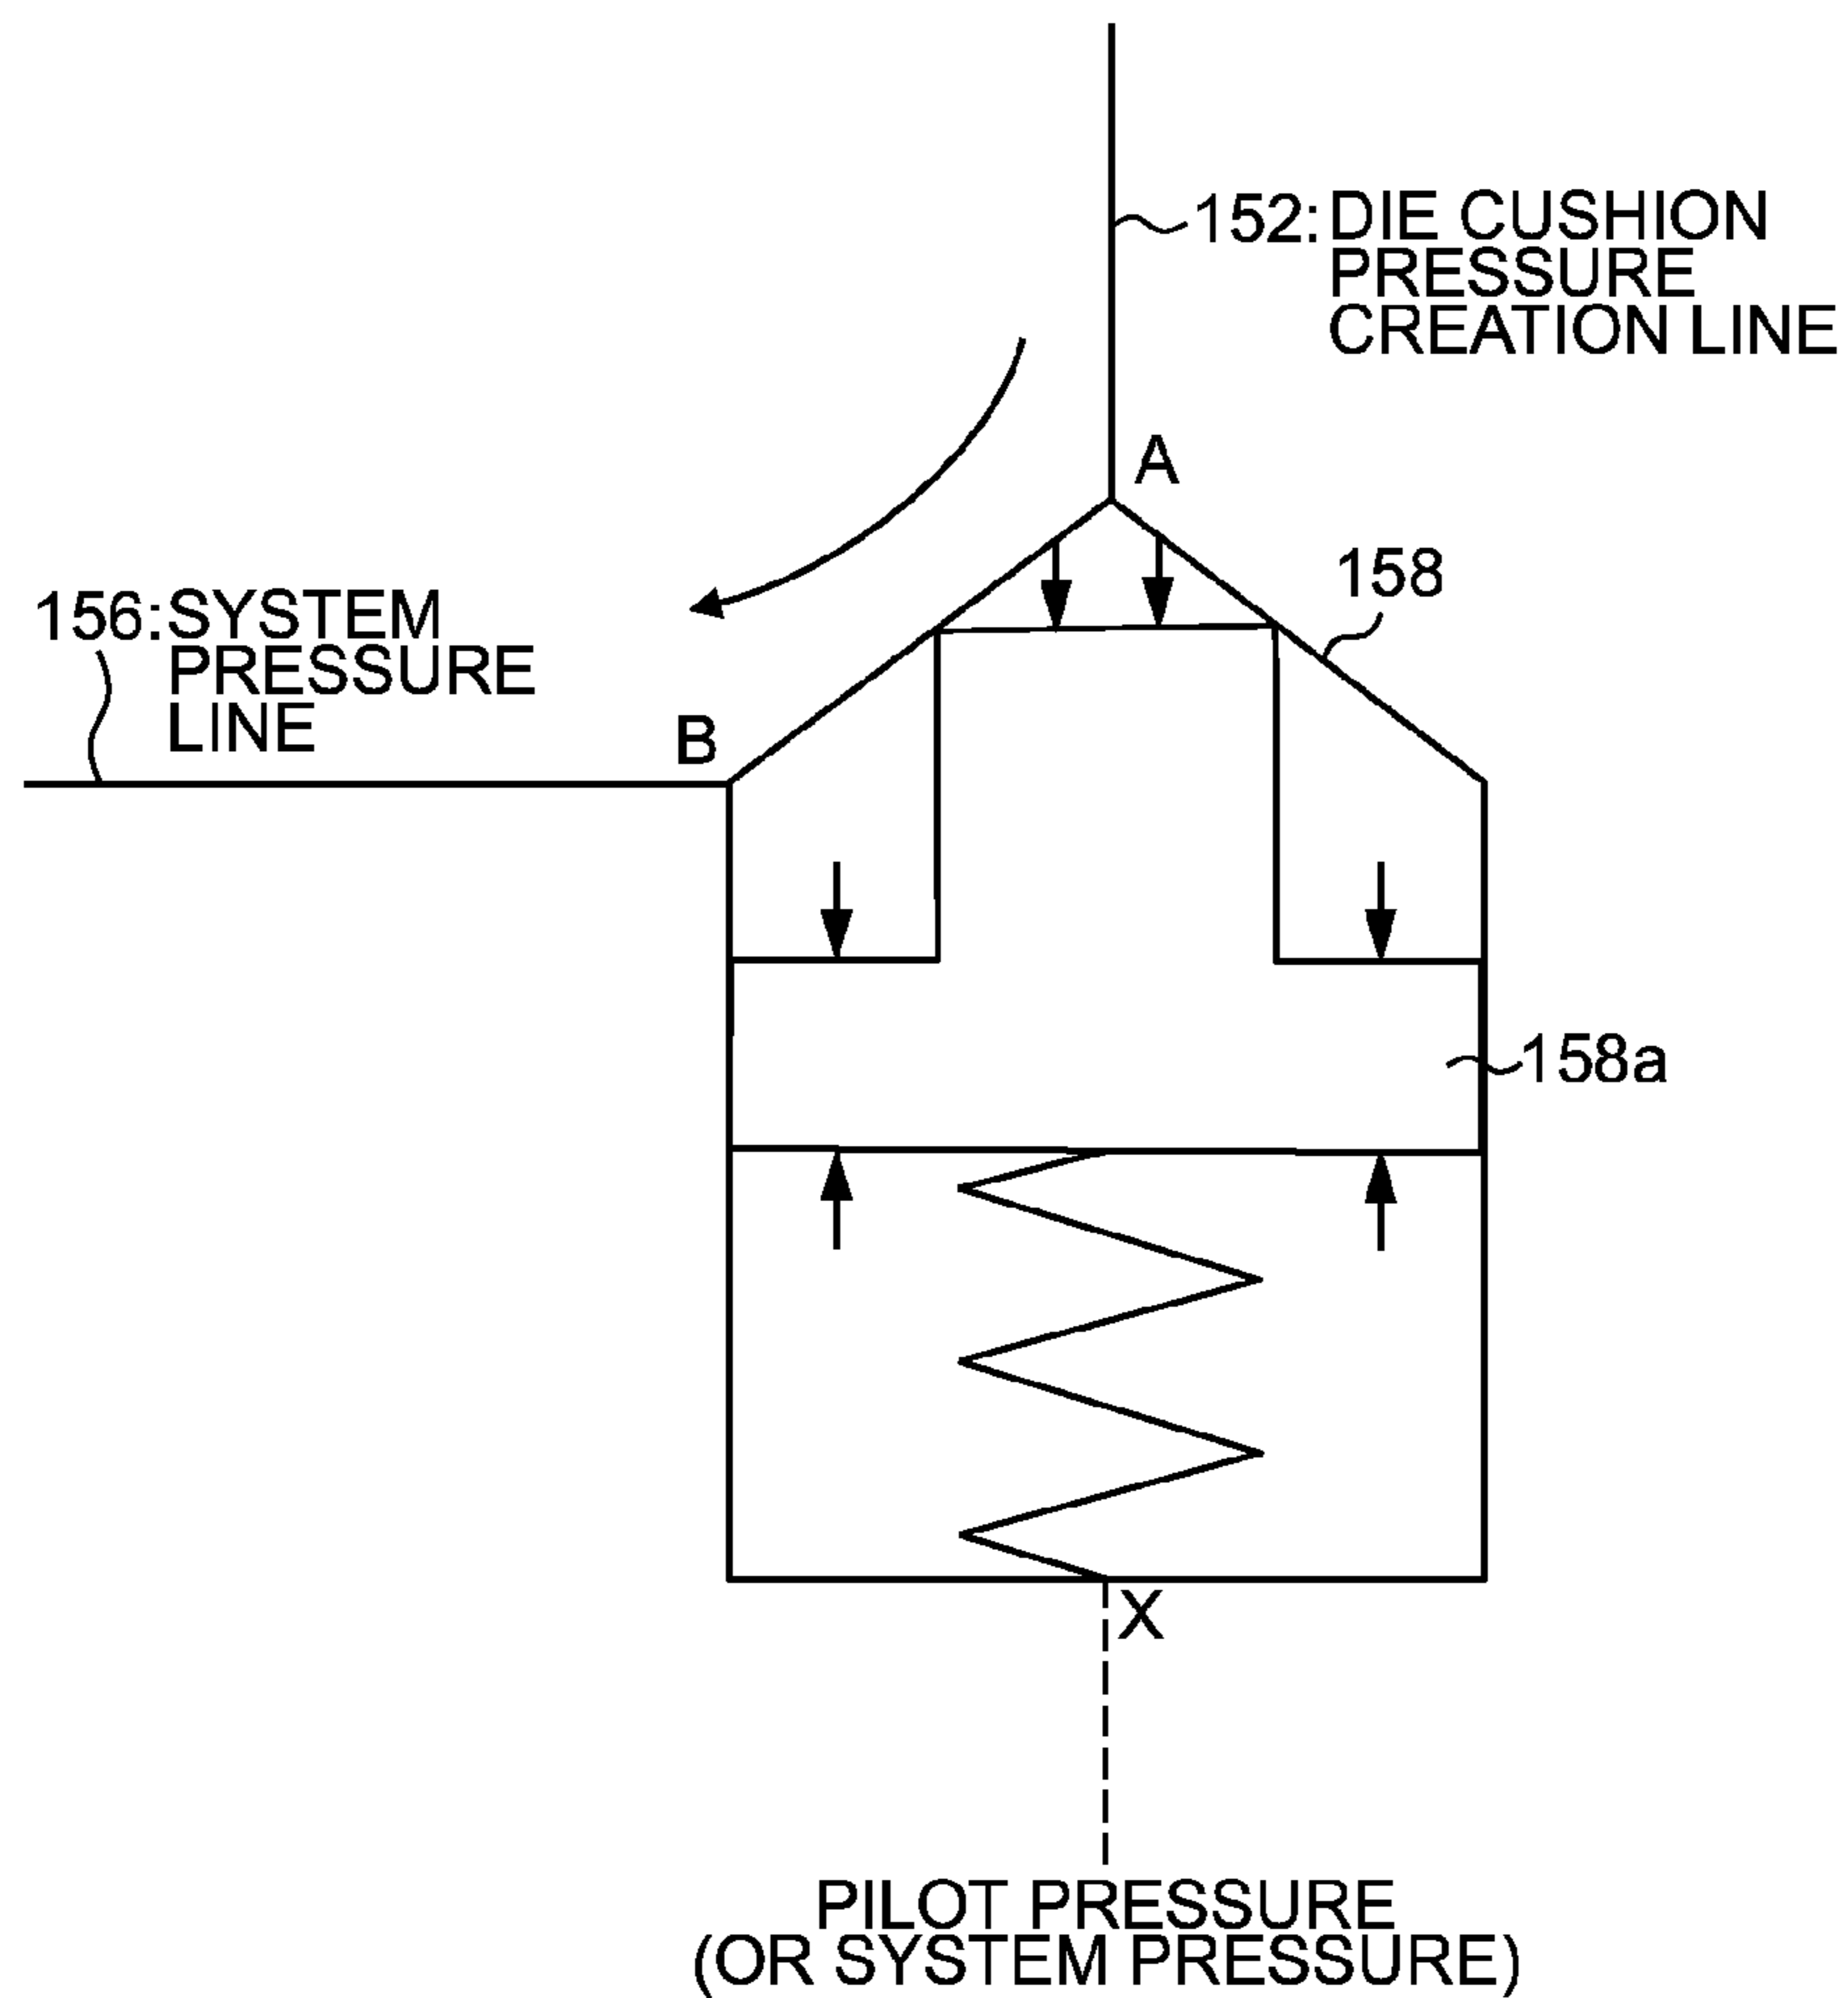 152: DIE CUSHION
PRESSURE
CREATION LINE
A
158
156: SYSTEM
PRESSURE
LINE
B
158a
X
PILOT PRESSURE
(OR SYSTEM PRESSURE)